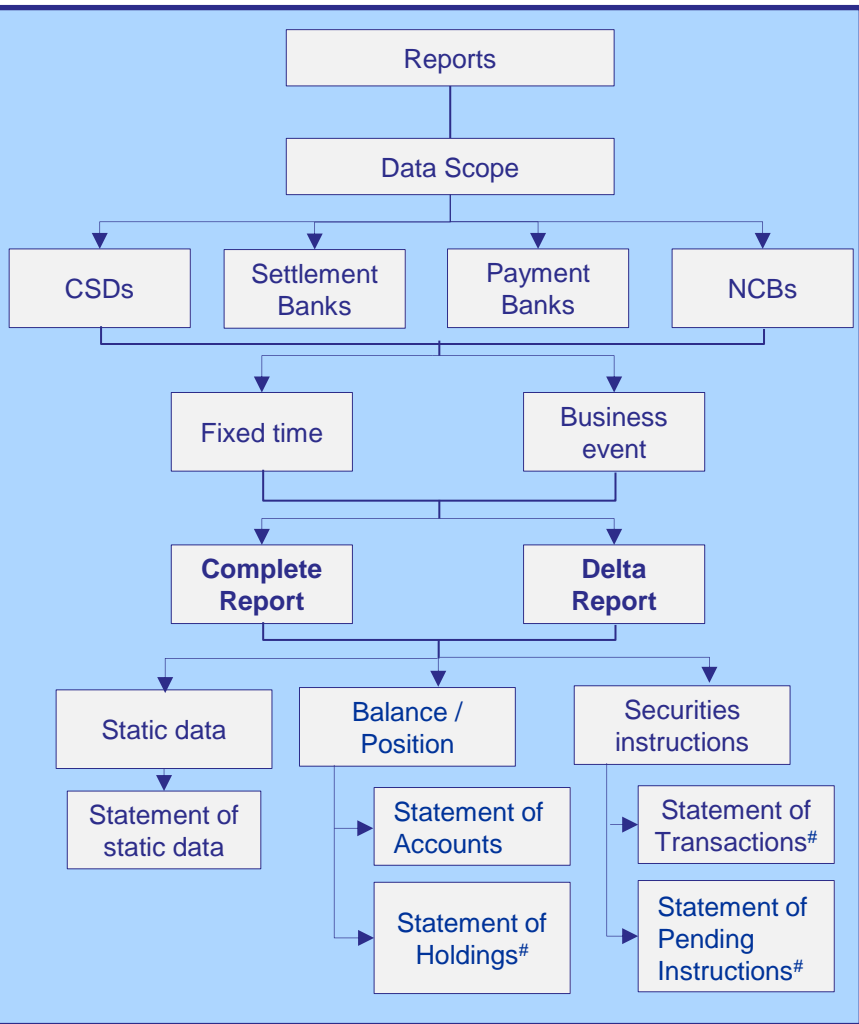 Reports
Data Scope
CSDs
Settlement
Banks
Payment
Banks
NCBs
Fixed time
Business
event
Complete
Report
Delta
Report
Static data
Balance /
Position
Securities
instructions
Statement of
static data
Statement of
Accounts
Statement of
Transactions#
Statement of
Holdings#
Statement of
Pending
Instructions#